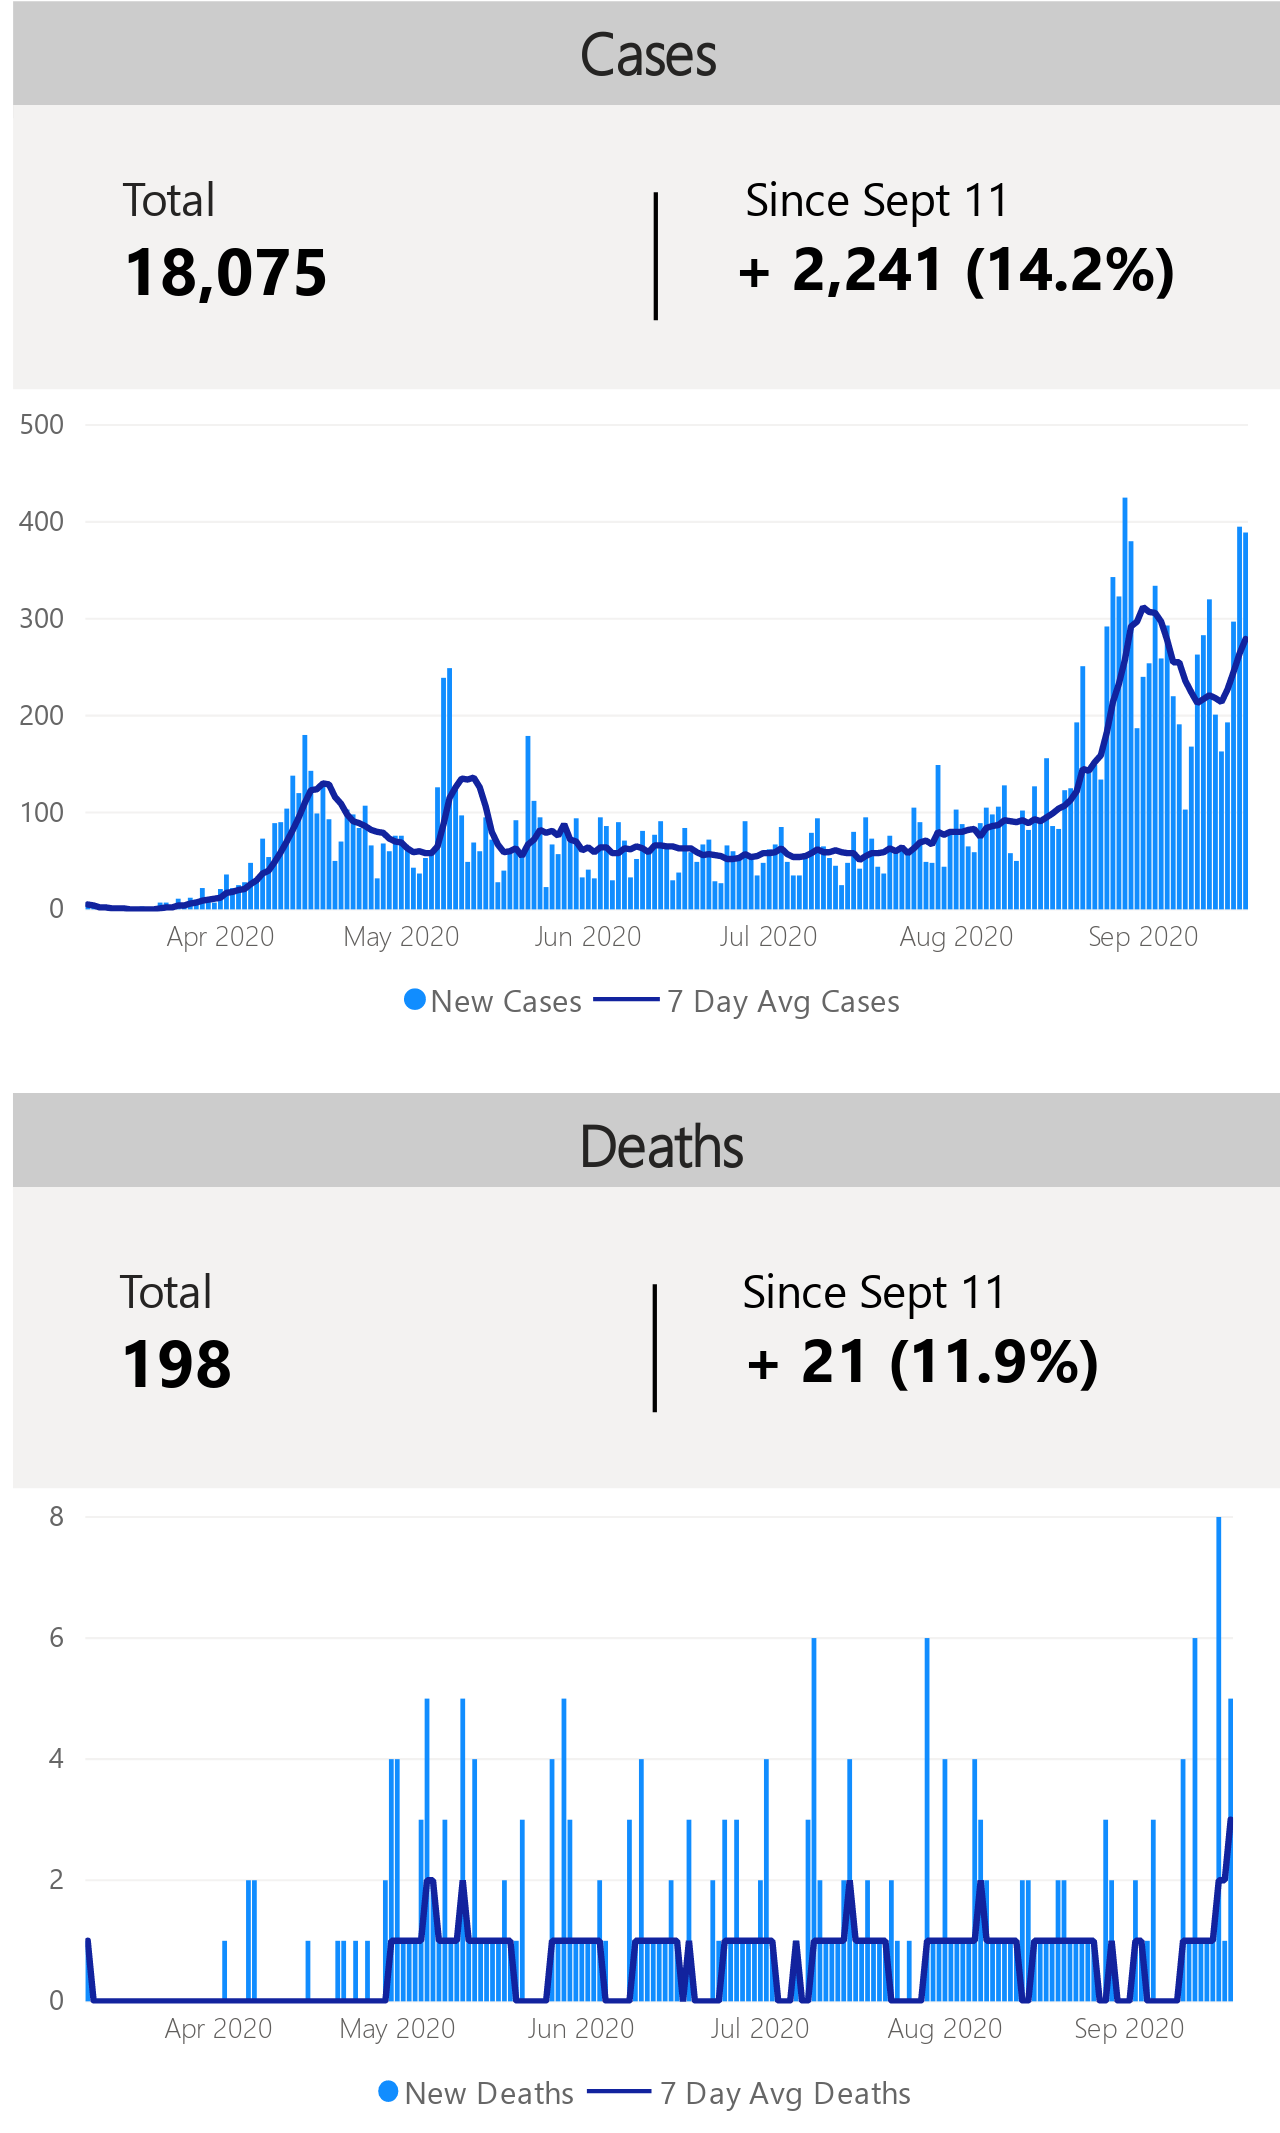 Cases
Total
18,075
Since Sept 11
+ 2,241 (14.2%)
500
400
300
200
100
0
Apr 2020 May 2020 Jun 2020 Jul 2020 Aug 2020 Sep 2020
New Cases 7 Day Avg Cases
Deaths
Total
198
Since Sept 11
+ 21 (11.9%)
8
6
4
2
0
Apr 2020 May 2020 Jun 2020 Jul 2020 Aug 2020 Sep 2020
New Deaths 7 Day Avg Deaths